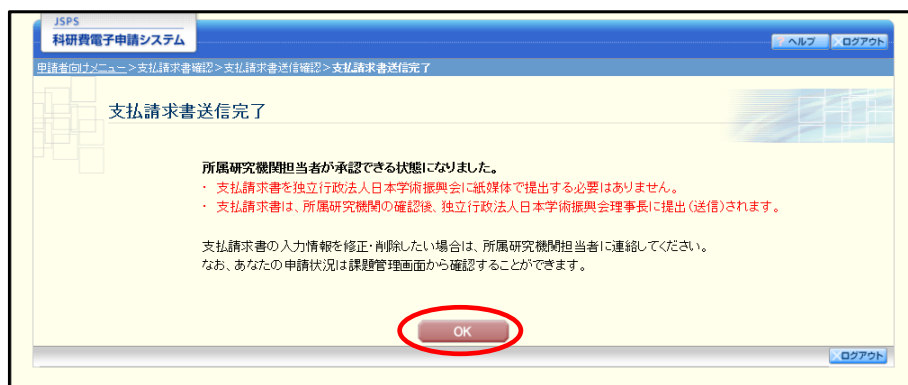 JSPS
科研費電子申請システム
ヘルプ ログアウト
申請者向けメニュー>支払請求書確認>支払請求書送信確認>支払請求書送信完了
支払請求書送信完了
所属研究機関担当者が承認できる状態になりました。
・ 支払請求書を独立行政法人日本学術振興会に紙媒体で提出する必要はありません。
・ 支払請求書は、所属研究機関の確認後、独立行政法人日本学術振興会理事長に提出(送信)されます。
支払請求書の入力情報を修正・削除したい場合は、所属研究機関担当者に連絡してください。
なお、あなたの申請状況は課題管理画面から確認することができます。
OK
ログアウト